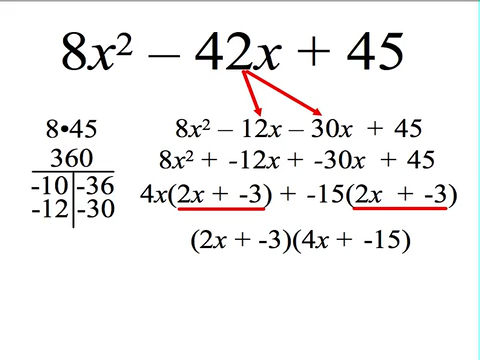 8x² – 42x + 45
8•45
360
-10 -36
-12 -30
8x² – 12x – 30x + 45
8x² + -12x + -30x + 45
4x(2x + -3) + -15(2x + -3)
(2x + -3)(4x + -15)